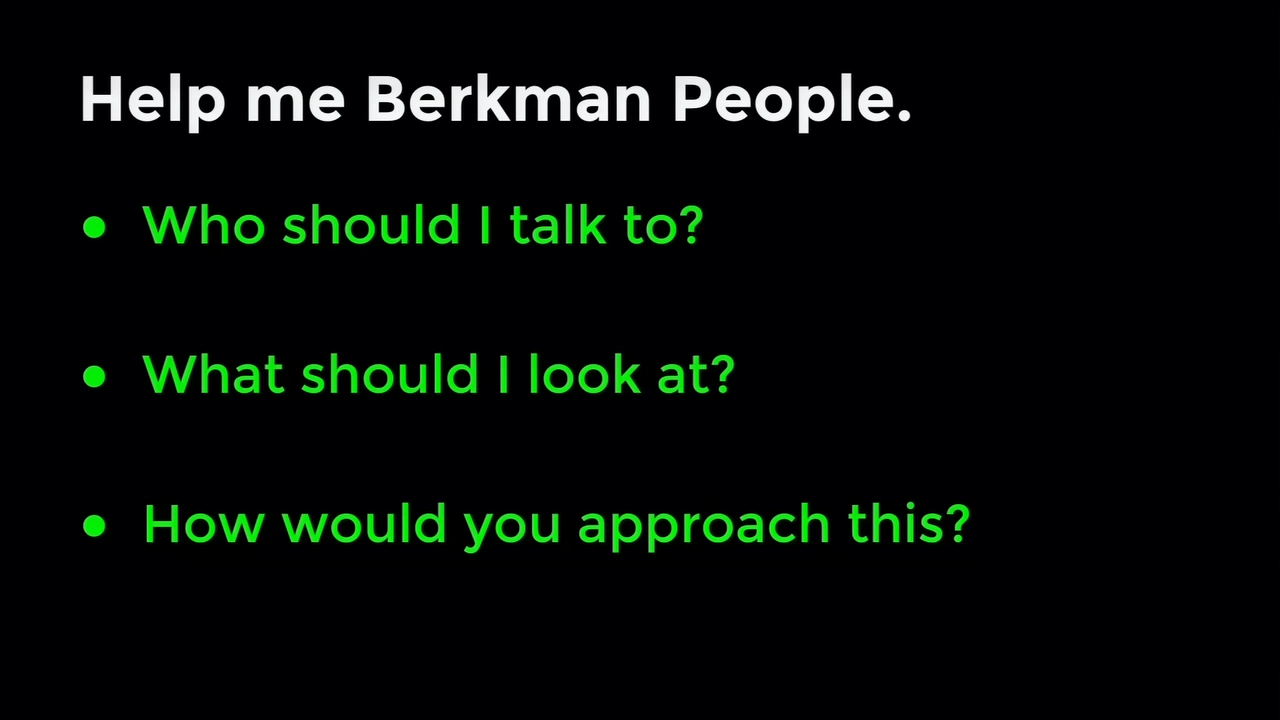 Help me Berkman People.
● Who should I talk to?
● What should I look at?
● How would you approach this?